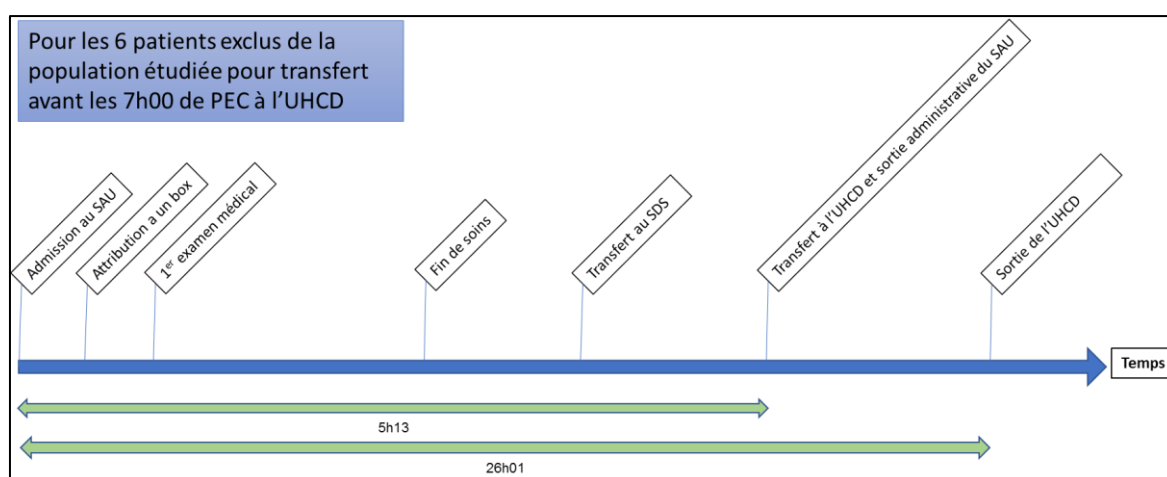 Pour les 6 patients exclus de la
population étudiée pour transfert
avant les 7h00 de PEC à l'UHCD
Admission au SAU
Attribution a un box
1er examen médical
Fin de soins
Transfert au SDS
Transfert à l'UHCD et sortie administrative du SAU
Sortie de l'UHCD
Temps
5h13
26h01